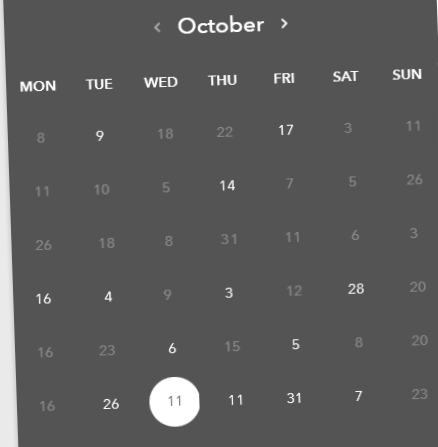 ‹ October ›
MON TUE WED THU FRI SAT SUN
8 9 18 22 17 3 11
11 10 5 14 7 5 26
26 18 8 31 11 6 3
16 4 9 3 12 28 20
16 23 6 15 5 8 20
16 26 11 11 31 7 23